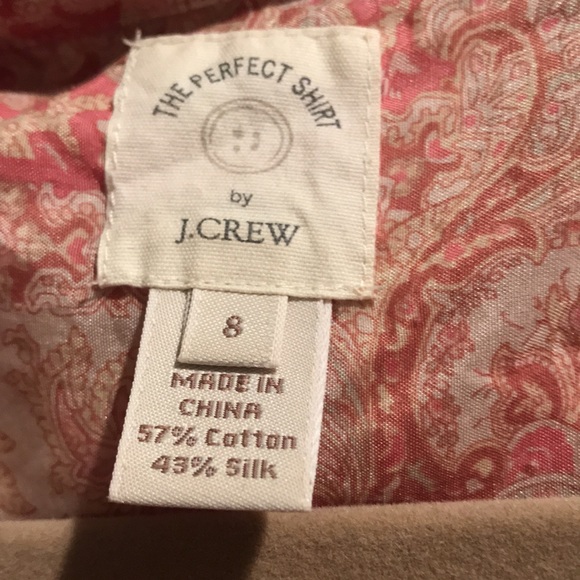 THE PERFECT SHIRT
by
J.CREW
8
MADE IN
CHINA
57% Cotton
43% Silk